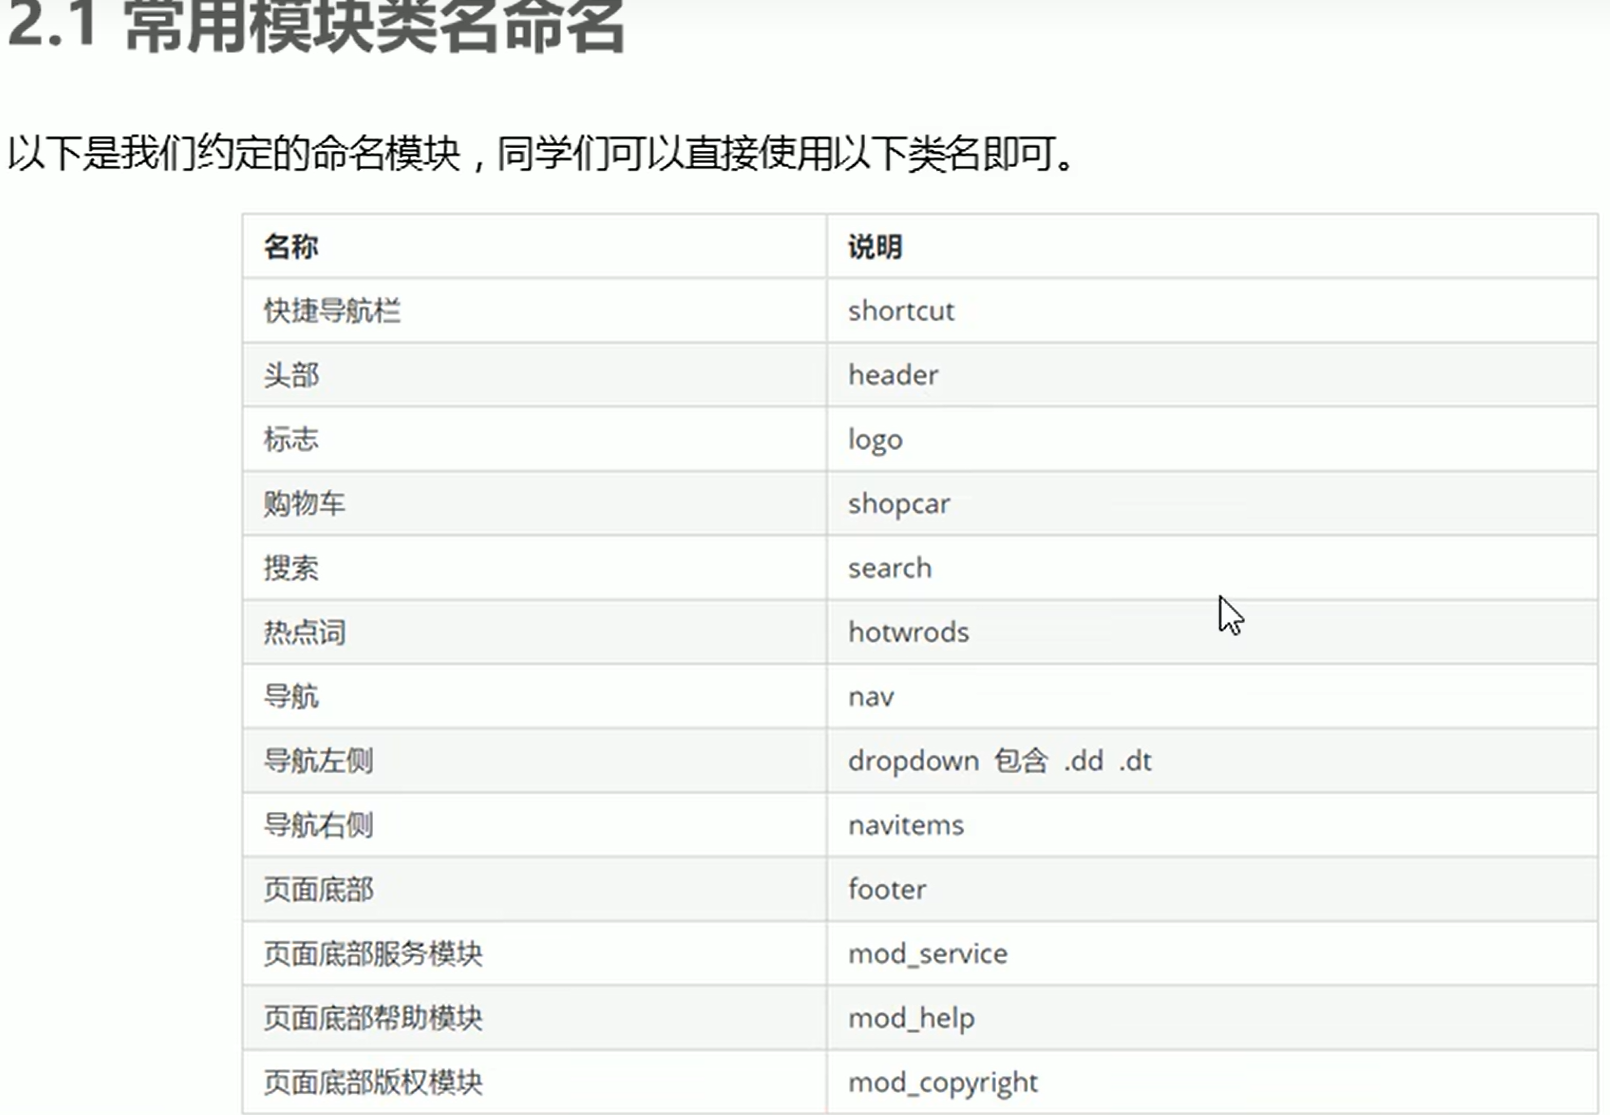 2.1 常用模块类名命名
以下是我们约定的命名模块，同学们可以直接使用以下类名即可。
名称 说明
快捷导航栏 shortcut
头部 header
标志 logo
购物车 shopcar
搜索 search
热点词 hotwrods
导航 nav
导航左侧 dropdown 包含 .dd .dt
导航右侧 navitems
页面底部 footer
页面底部服务模块 mod_service
页面底部帮助模块 mod_help
页面底部版权模块 mod_copyright